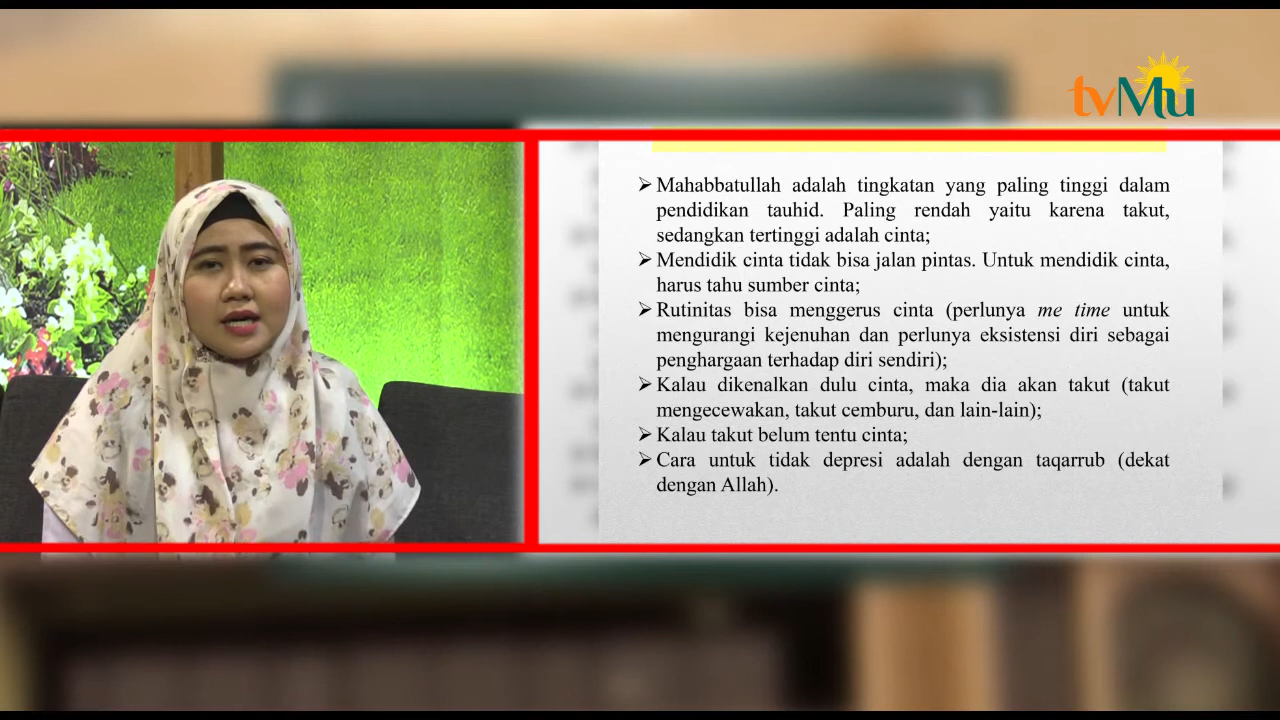 tvMu
➢ Mahabbatullah adalah tingkatan yang paling tinggi dalam
pendidikan tauhid. Paling rendah yaitu karena takut,
sedangkan tertinggi adalah cinta;
➢ Mendidik cinta tidak bisa jalan pintas. Untuk mendidik cinta,
harus tahu sumber cinta;
➢ Rutinitas bisa menggerus cinta (perlunya me time untuk
mengurangi kejenuhan dan perlunya eksistensi diri sebagai
penghargaan terhadap diri sendiri);
➢ Kalau dikenalkan dulu cinta, maka dia akan takut (takut
mengecewakan, takut cemburu, dan lain-lain);
➢ Kalau takut belum tentu cinta;
➢ Cara untuk tidak depresi adalah dengan taqarrub (dekat
dengan Allah).